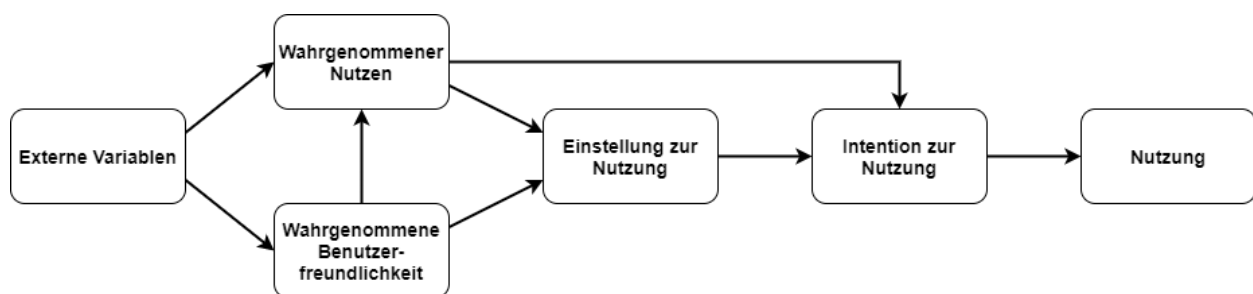 Wahrgenommener
Nutzen
Externe Variablen
Einstellung zur
Nutzung
Intention zur
Nutzung
Nutzung
Wahrgenommene
Benutzer-
freundlichkeit